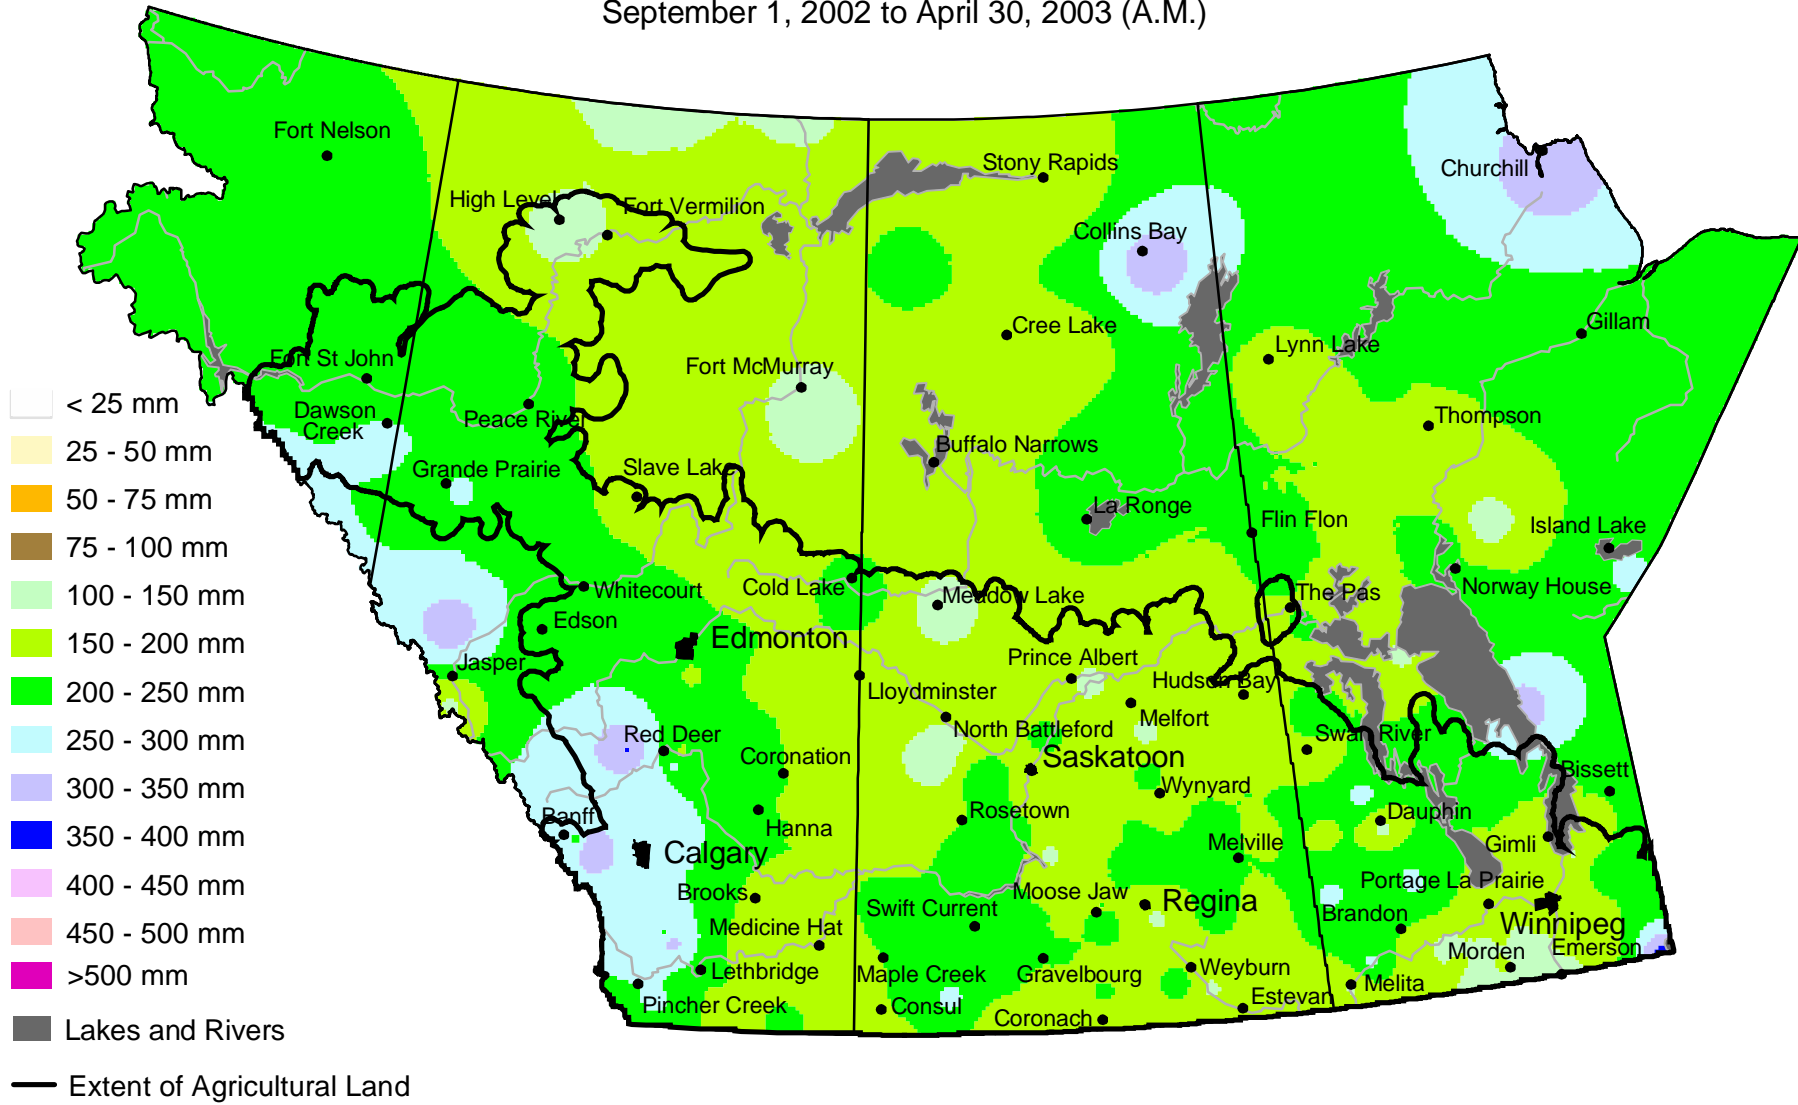 September 1, 2002 to April 30, 2003 (A.M.)
Fort Nelson
Churchill
Stony Rapids
High Level
Fort Vermilion
Collins Bay
Cree Lake
Gillam
Lynn Lake
Fort St John
Fort McMurray
Dawson
Creek
Peace River
Thompson
Buffalo Narrows
Grande Prairie
Slave Lake
La Ronge
Flin Flon
Island Lake
Whitecourt
Cold Lake
Meadow Lake
The Pas
Norway House
Edson
Edmonton
Jasper
Prince Albert
Hudson Bay
Lloydminster
Melfort
North Battleford
Red Deer
Swan River
Coronation
Saskatoon
Bissett
Wynyard
Banff
Hanna
Rosetown
Dauphin
Calgary
Melville
Gimli
Brooks
Moose Jaw
Regina
Portage La Prairie
Swift Current
Brandon
Winnipeg
Medicine Hat
Morden
Emerson
Lethbridge
Maple Creek
Gravelbourg
Weyburn
Melita
Pincher Creek
Consul
Coronach
Estevan
< 25 mm
25 - 50 mm
50 - 75 mm
75 - 100 mm
100 - 150 mm
150 - 200 mm
200 - 250 mm
250 - 300 mm
300 - 350 mm
350 - 400 mm
400 - 450 mm
450 - 500 mm
>500 mm
Lakes and Rivers
Extent of Agricultural Land